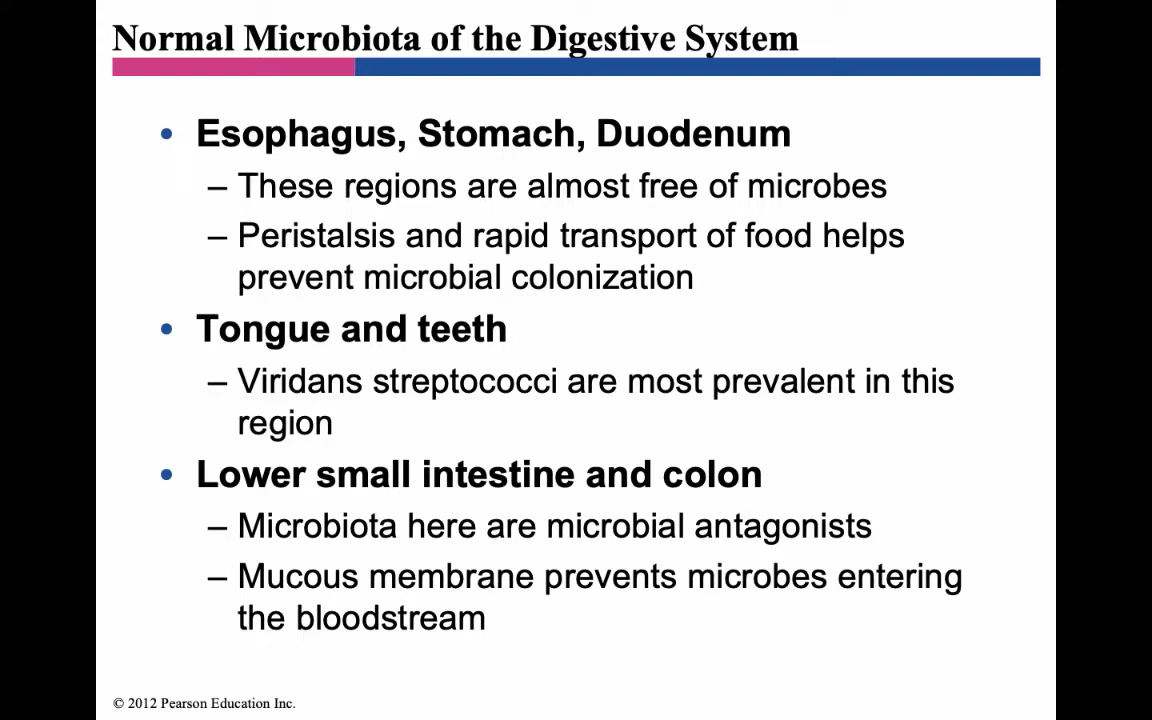 Normal Microbiota of the Digestive System
• Esophagus, Stomach, Duodenum
– These regions are almost free of microbes
– Peristalsis and rapid transport of food helps
prevent microbial colonization
• Tongue and teeth
– Viridans streptococci are most prevalent in this
region
• Lower small intestine and colon
– Microbiota here are microbial antagonists
– Mucous membrane prevents microbes entering
the bloodstream
© 2012 Pearson Education Inc.